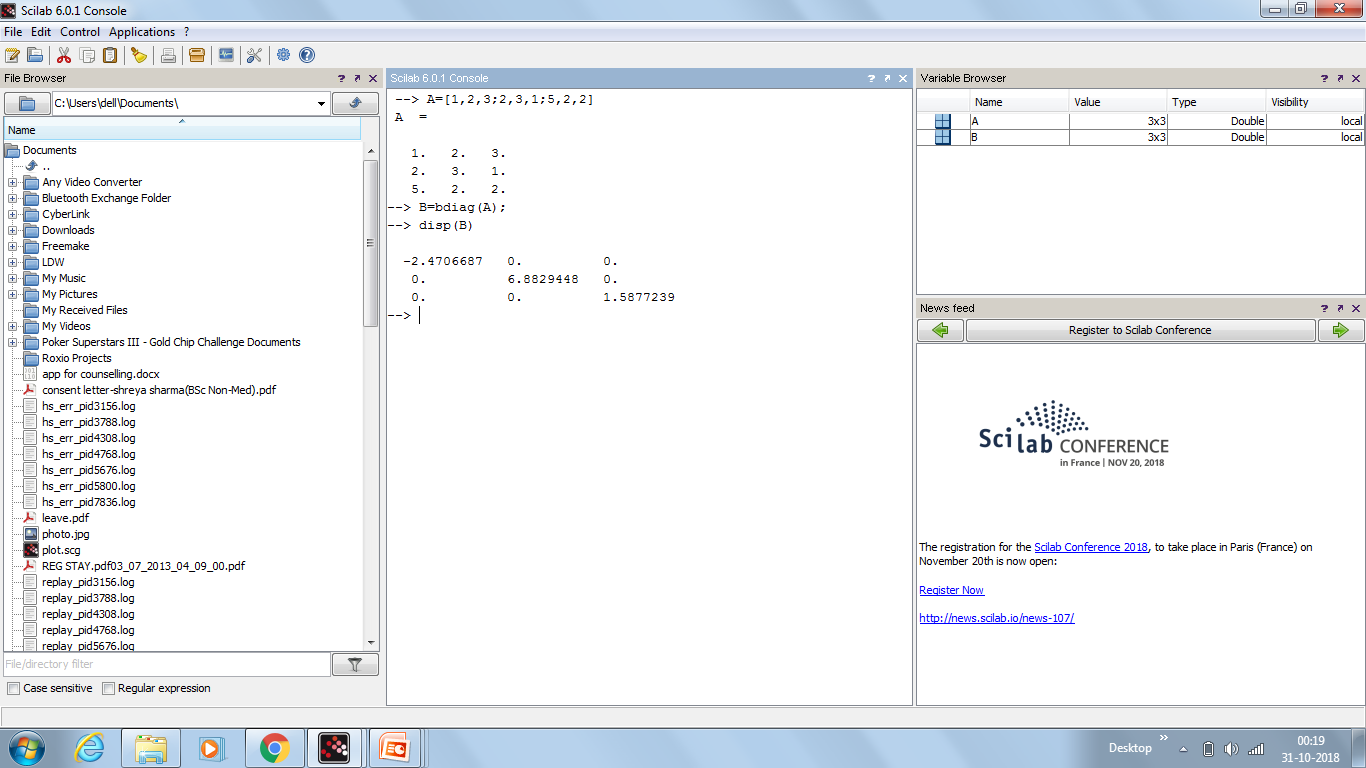 Scilab 6.0.1 Console
File Edit Control Applications ?
File Browser ? ↗ ✕
C:\Users\dell\Documents\
Name
Documents
..
Any Video Converter
Bluetooth Exchange Folder
CyberLink
Downloads
Freemake
LDW
My Music
My Pictures
My Received Files
My Videos
Poker Superstars III - Gold Chip Challenge Documents
Roxio Projects
app for counselling.docx
consent letter-shreya sharma(BSc Non-Med).pdf
hs_err_pid3156.log
hs_err_pid3788.log
hs_err_pid4308.log
hs_err_pid4768.log
hs_err_pid5676.log
hs_err_pid5800.log
hs_err_pid7836.log
leave.pdf
photo.jpg
plot.scg
REG STAY.pdf03_07_2013_04_09_00.pdf
replay_pid3156.log
replay_pid3788.log
replay_pid4308.log
replay_pid4768.log
replay_pid5676.log
File/directory filter
Case sensitive Regular expression
Scilab 6.0.1 Console ? ↗ ✕
--> A=[1,2,3;2,3,1;5,2,2]
A =
1. 2. 3.
2. 3. 1.
5. 2. 2.
--> B=bdiag(A);
--> disp(B)
-2.4706687 0. 0.
0. 6.8829448 0.
0. 0. 1.5877239
-->
Variable Browser ? ↗ ✕
Name Value Type Visibility
A 3x3 Double local
B 3x3 Double local
News feed ? ↗ ✕
Register to Scilab Conference
Scilab CONFERENCE
in France | NOV 20, 2018
The registration for the Scilab Conference 2018, to take place in Paris (France) on
November 20th is now open:
Register Now
http://news.scilab.io/news-107/
Desktop »
00:19
31-10-2018